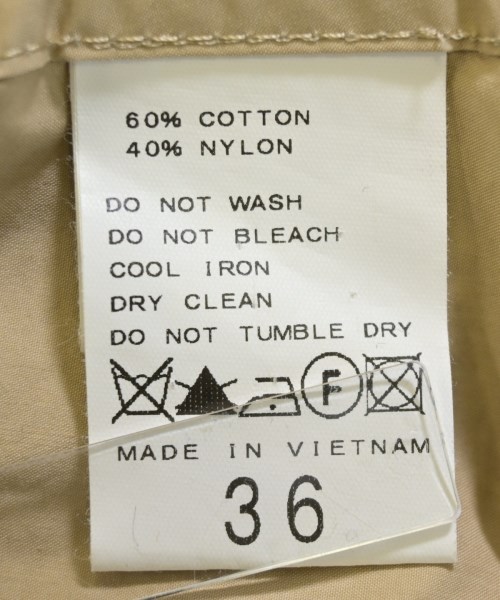 60% COTTON
40% NYLON
DO NOT WASH
DO NOT BLEACH
COOL IRON
DRY CLEAN
DO NOT TUMBLE DRY
F
MADE IN VIETNAM
36